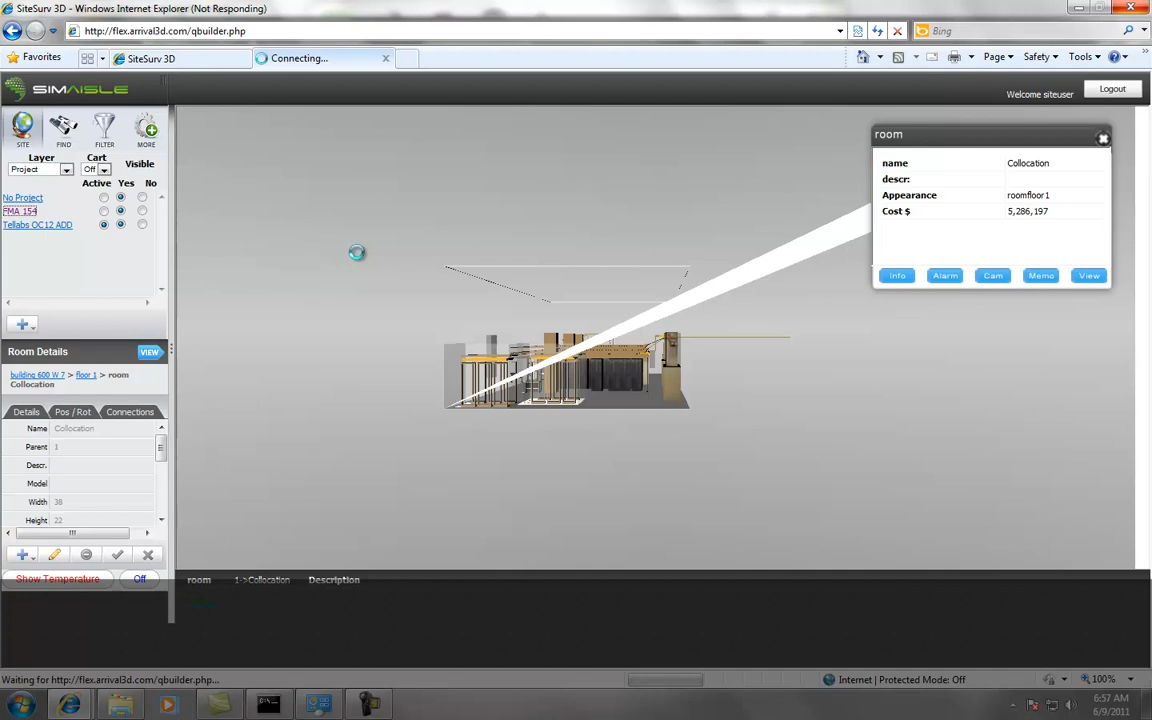 SiteSurv 3D - Windows Internet Explorer (Not Responding)
http://flex.arrival3d.com/qbuilder.php
Bing
Favorites
SiteSurv 3D
Connecting...
Page
Safety
Tools
SIMAISLE
Welcome siteuser
Logout
SITE
FIND
FILTER
MORE
Layer
Cart
Visible
Project
Off
Active
Yes
No
No Project
FMA 154
Tellabs OC12 ADD
Room Details
VIEW
building 600 W 7 > floor 1 > room
Collocation
Details
Pos / Rot
Connections
Name
Collocation
Parent
1
Descr.
Model
Width
38
Height
22
Show Temperature
Off
room
name
Collocation
descr:
Appearance
roomfloor1
Cost $
5,286,197
Info
Alarm
Cam
Memo
View
room
1->Collocation
Description
Waiting for http://flex.arrival3d.com/qbuilder.php...
Internet | Protected Mode: Off
100%
6:57 AM
6/9/2011